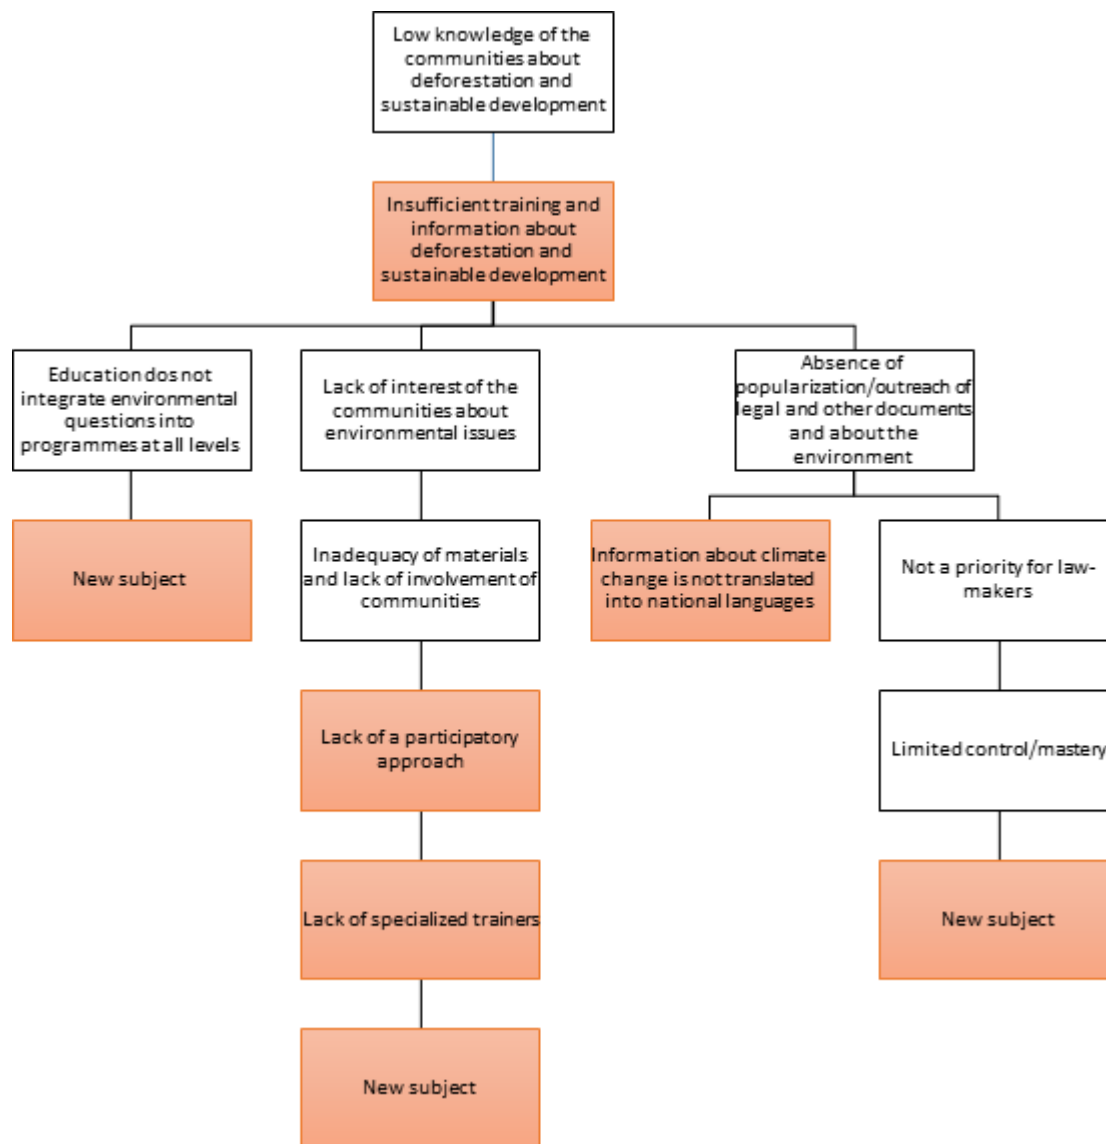 Low knowledge of the
communities about
deforestation and
sustainable development
Insufficient training and
information about
deforestation and
sustainable development
Education dos not
integrate environmental
questions into
programmes at all levels
Lack of interest of the
communities about
environmental issues
Absence of
popularization/outreach of
legal and other documents
and about the
environment
New subject
Inadequacy of materials
and lack of involvement of
communities
Information about climate
change is not translated
into national languages
Not a priority for law-
makers
Lack of a participatory
approach
Limited control/mastery
Lack of specialized trainers
New subject
New subject